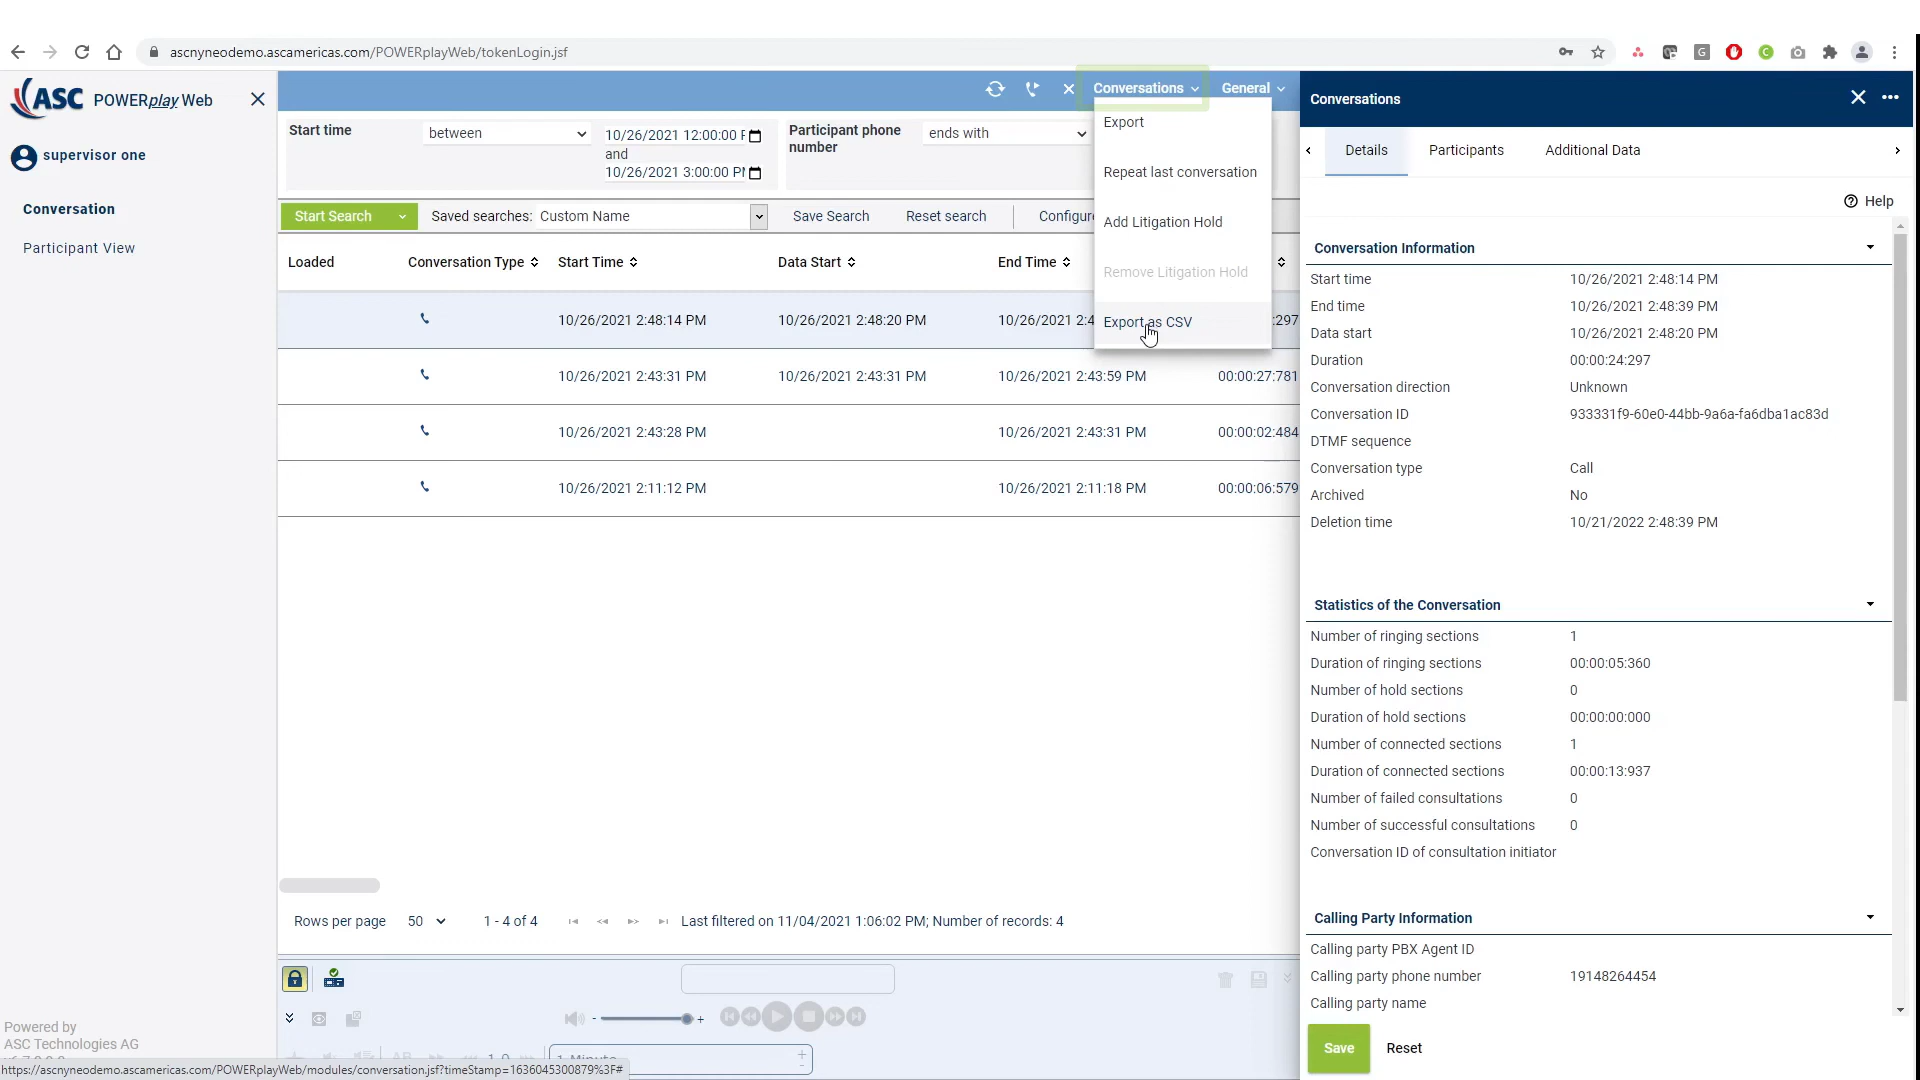 ascnyneodemo.ascamericas.com/POWERplayWeb/tokenLogin.jsf
ASC POWERplay Web
supervisor one
Conversation
Participant View
Conversations
General
Start time
between
10/26/2021 12:00:00
and
10/26/2021 3:00:00
Participant phone number
ends with
Export
Repeat last conversation
Add Litigation Hold
Remove Litigation Hold
Export as CSV
Start Search
Saved searches:
Custom Name
Save Search
Reset search
Loaded
Conversation Type
Start Time
Data Start
End Time
10/26/2021 2:48:14 PM
10/26/2021 2:48:20 PM
10/26/2021 2:4
:297
10/26/2021 2:43:31 PM
10/26/2021 2:43:31 PM
10/26/2021 2:43:59 PM
00:00:27:781
10/26/2021 2:43:28 PM
10/26/2021 2:43:31 PM
00:00:02:484
10/26/2021 2:11:12 PM
10/26/2021 2:11:18 PM
00:00:06:579
Rows per page
50
1 - 4 of 4
Last filtered on 11/04/2021 1:06:02 PM; Number of records: 4
Powered by
ASC Technologies AG
https://ascnyneodemo.ascamericas.com/POWERplayWeb/modules/conversation.jsf?timeStamp=1636045300879%3F#
Conversations
Details
Participants
Additional Data
Help
Conversation Information
Start time 10/26/2021 2:48:14 PM
End time 10/26/2021 2:48:39 PM
Data start 10/26/2021 2:48:20 PM
Duration 00:00:24:297
Conversation direction Unknown
Conversation ID 933331f9-60e0-44bb-9a6a-fa6dba1ac83d
DTMF sequence
Conversation type Call
Archived No
Deletion time 10/21/2022 2:48:39 PM
Statistics of the Conversation
Number of ringing sections 1
Duration of ringing sections 00:00:05:360
Number of hold sections 0
Duration of hold sections 00:00:00:000
Number of connected sections 1
Duration of connected sections 00:00:13:937
Number of failed consultations 0
Number of successful consultations 0
Conversation ID of consultation initiator
Calling Party Information
Calling party PBX Agent ID
Calling party phone number 19148264454
Calling party name
Save
Reset